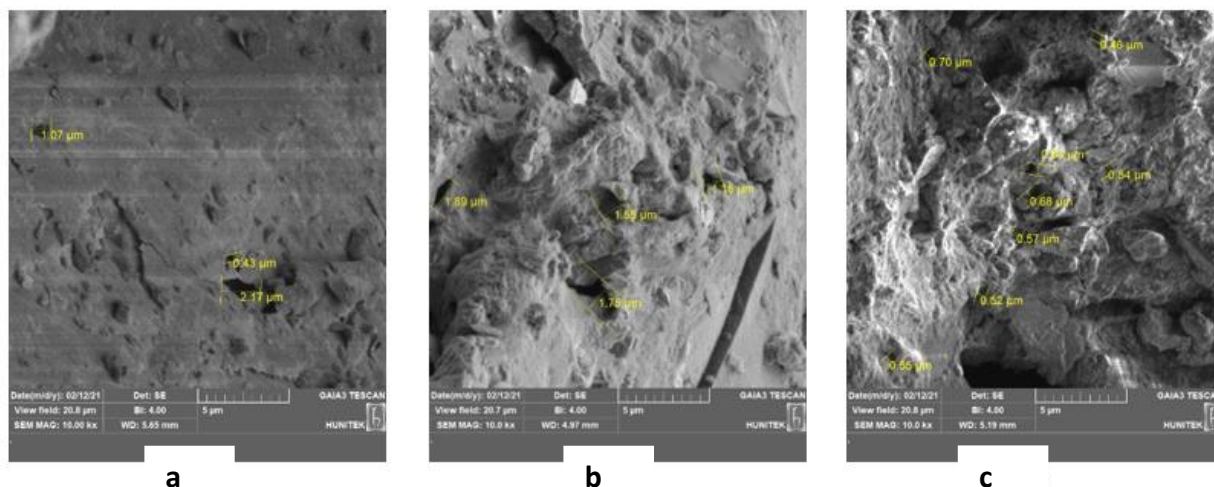 1.07 µm
0.43 µm
2.17 µm
Date(m/d/y): 02/12/21 Det: SE GAIA3 TESCAN
View field: 20.8 µm BI: 4.00 5 µm
SEM MAG: 10.00 kx WD: 5.65 mm HUNITEK
a
1.89 µm
1.55 µm
1.16 µm
1.75 µm
Date(m/d/y): 02/12/21 Det: SE GAIA3 TESCAN
View field: 20.7 µm BI: 4.00 5 µm
SEM MAG: 10.0 kx WD: 4.97 mm HUNITEK
b
0.46 µm
0.70 µm
0.54 µm
0.68 µm
0.57 µm
0.52 µm
0.55 µm
Date(m/d/y): 02/12/21 Det: SE GAIA3 TESCAN
View field: 20.8 µm BI: 4.00 5 µm
SEM MAG: 10.00 kx WD: 5.19 mm HUNITEK
c